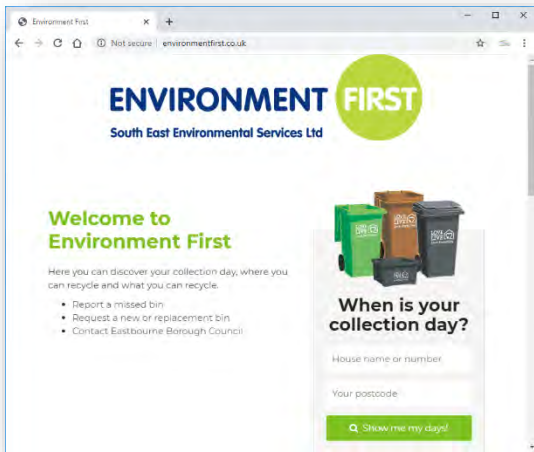 Environment First
Not secure
environmentfirst.co.uk
ENVIRONMENT FIRST
South East Environmental Services Ltd
Welcome to
Environment First
Here you can discover your collection day, where you
can recycle and what you can recycle.
Report a missed bin
Request a new or replacement bin
Contact Eastbourne Borough Council
When is your
collection day?
House name or number
Your postcode
Show me my days!